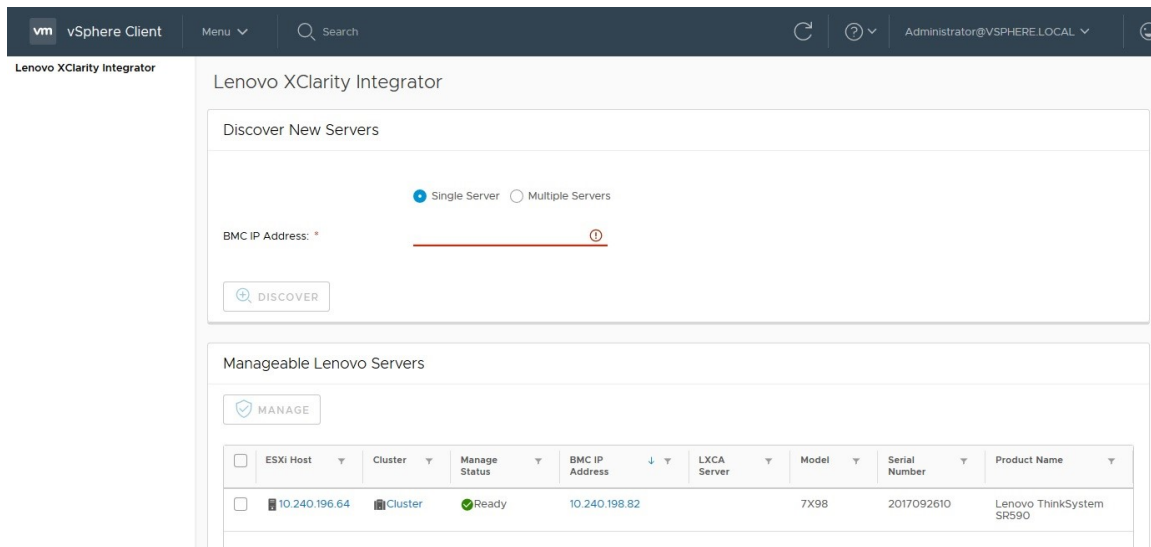 vm vSphere Client Menu Search Administrator@VSPHERE.LOCAL
Lenovo XClarity Integrator
Lenovo XClarity Integrator
Discover New Servers
Single Server Multiple Servers
BMC IP Address: *
DISCOVER
Manageable Lenovo Servers
MANAGE
ESXi Host Cluster Manage Status BMC IP Address LXCA Server Model Serial Number Product Name
10.240.196.64 Cluster Ready 10.240.198.82 7X98 2017092610 Lenovo ThinkSystem SR590